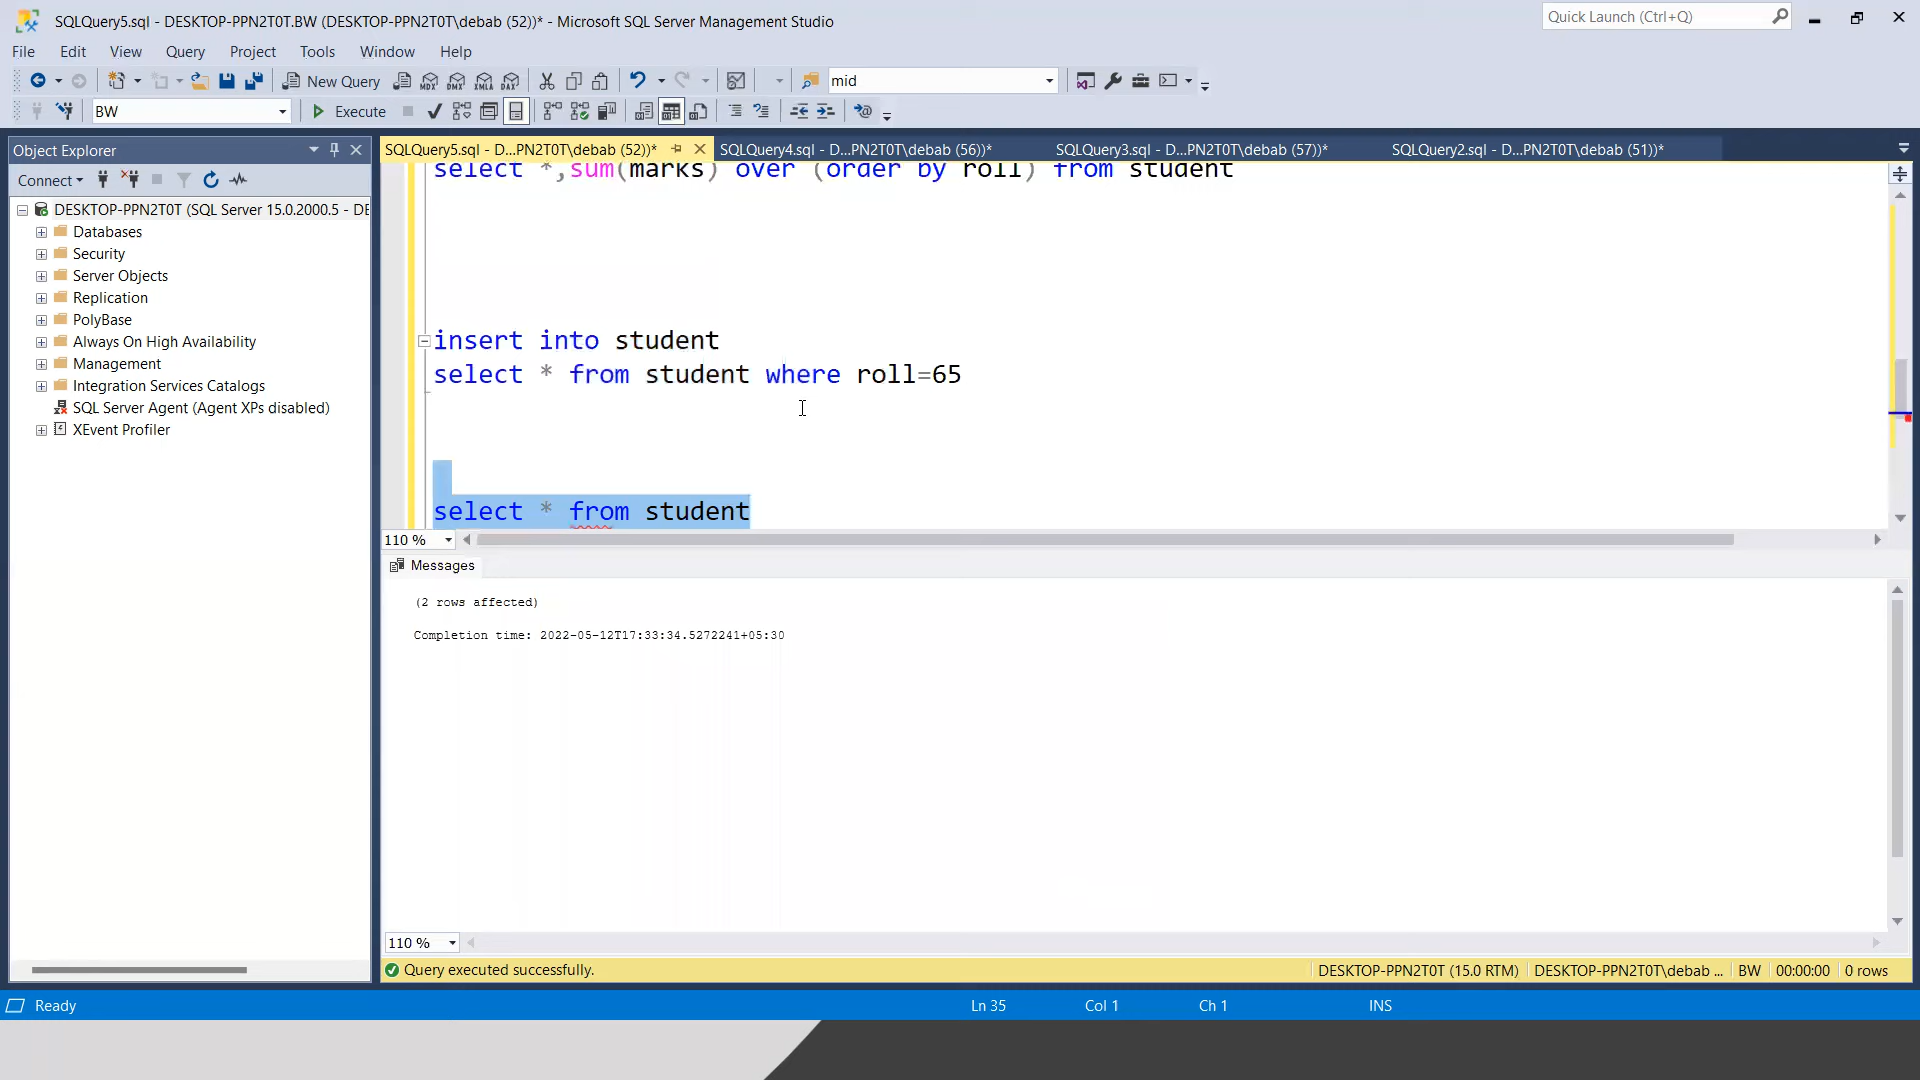 SQLQuery5.sql - DESKTOP-PPN2T0T.BW (DESKTOP-PPN2T0T\debab (52))* - Microsoft SQL Server Management Studio
Quick Launch (Ctrl+Q)
File Edit View Query Project Tools Window Help
New Query MDX DMX XMLA DAX mid
BW Execute
Object Explorer
SQLQuery5.sql - D...PN2T0T\debab (52))* SQLQuery4.sql - D...PN2T0T\debab (56))* SQLQuery3.sql - D...PN2T0T\debab (57))* SQLQuery2.sql - D...PN2T0T\debab (51))*
Connect
DESKTOP-PPN2T0T (SQL Server 15.0.2000.5 - DE
Databases
Security
Server Objects
Replication
PolyBase
Always On High Availability
Management
Integration Services Catalogs
SQL Server Agent (Agent XPs disabled)
XEvent Profiler
select *,sum(marks) over (order by roll) from student
insert into student
select * from student where roll=65
select * from student
110 %
Messages
(2 rows affected)
Completion time: 2022-05-12T17:33:34.5272241+05:30
110 %
Query executed successfully. DESKTOP-PPN2T0T (15.0 RTM) DESKTOP-PPN2T0T\debab ... BW 00:00:00 0 rows
Ready Ln 35 Col 1 Ch 1 INS